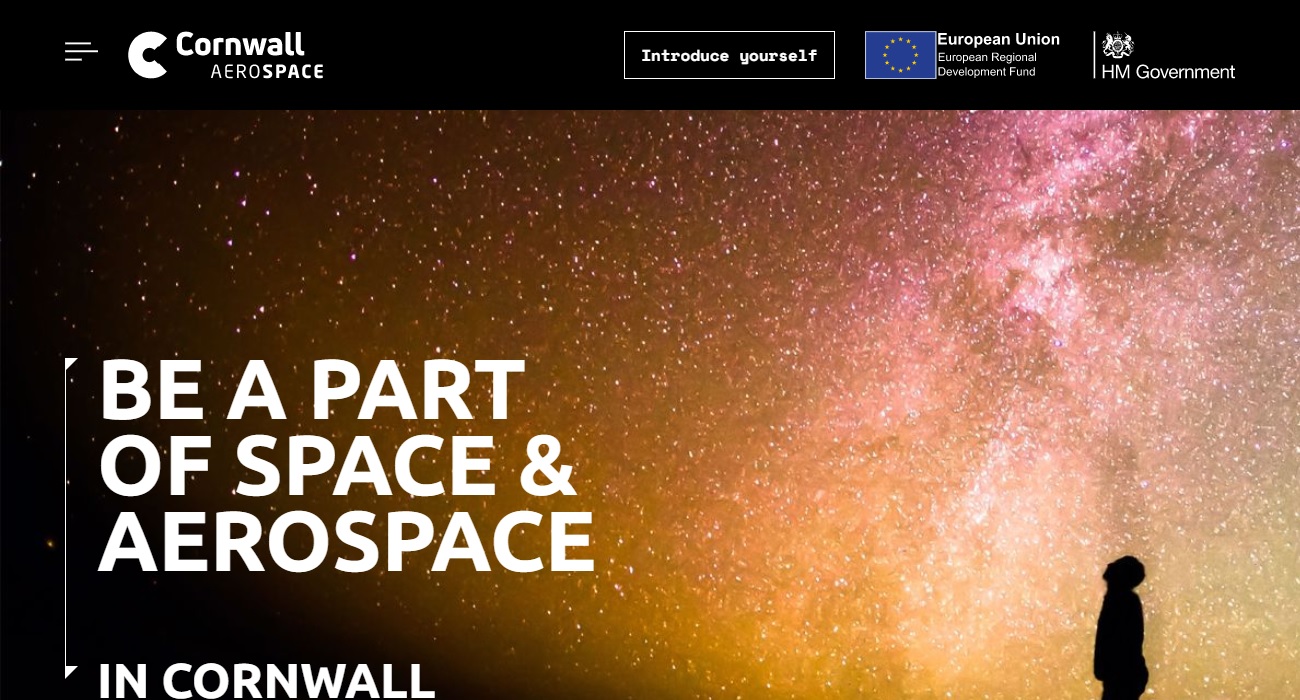 Cornwall
AEROSPACE
Introduce yourself
European Union
European Regional
Development Fund
HM Government
BE A PART
OF SPACE &
AEROSPACE
IN CORNWALL